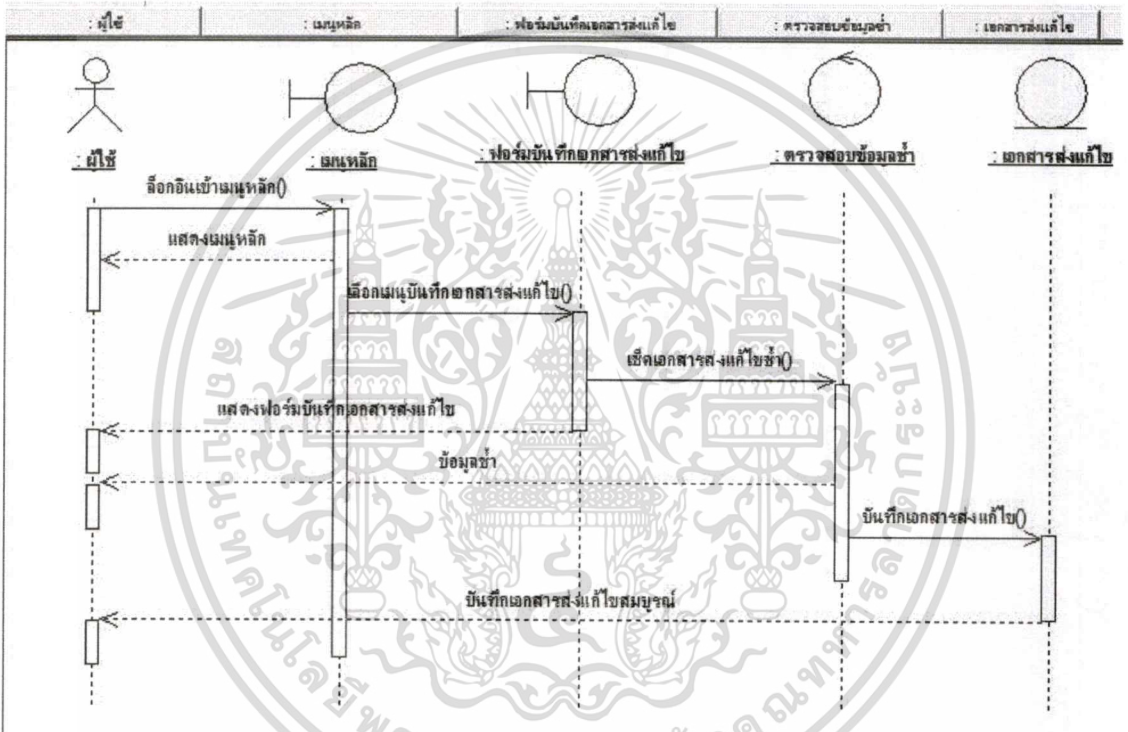 : ผู้ใช้
: เมนูหลัก
: ฟอร์มบันทึกเอกสารส่งแก้ไข
: ตรวจสอบข้อมูลซ้ำ
: เอกสารส่งแก้ไข
: ผู้ใช้
: เมนูหลัก
: ฟอร์มบันทึกเอกสารส่งแก้ไข
: ตรวจสอบข้อมูลซ้ำ
: เอกสารส่งแก้ไข
ล็อกอินเข้าเมนูหลัก()
แสดงเมนูหลัก
เลือกเมนูบันทึกเอกสารส่งแก้ไข()
เช็คเอกสารส่งแก้ไขซ้ำ()
แสดงฟอร์มบันทึกเอกสารส่งแก้ไข
ข้อมูลซ้ำ
บันทึกเอกสารส่งแก้ไข()
บันทึกเอกสารส่งแก้ไขสมบูรณ์